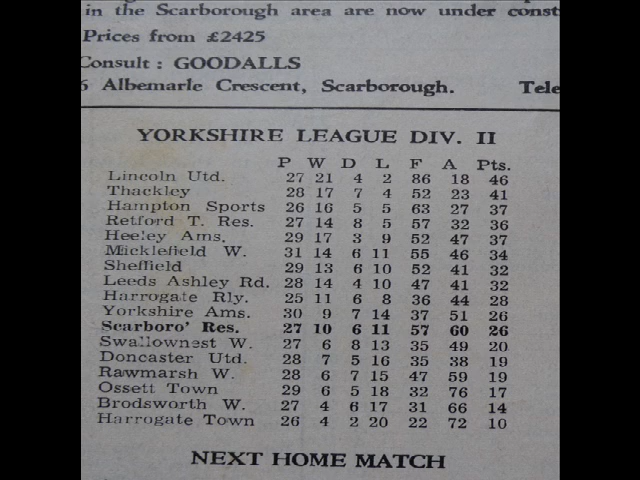 in the Scarborough area are now under const
Prices from £2425
Consult : GOODALLS
6 Albemarle Crescent, Scarborough. Tele
YORKSHIRE LEAGUE DIV. II
P W D L F A Pts.
Lincoln Utd. 27 21 4 2 86 18 46
Thackley 28 17 7 4 52 23 41
Hampton Sports 26 16 5 5 63 27 37
Retford T. Res. 27 14 8 5 57 32 36
Heeley Ams. 29 17 3 9 52 47 37
Micklefield W. 31 14 6 11 55 46 34
Sheffield 29 13 6 10 52 41 32
Leeds Ashley Rd. 28 14 4 10 47 41 32
Harrogate Rly. 25 11 6 8 36 44 28
Yorkshire Ams. 30 9 7 14 37 51 26
Scarboro' Res. 27 10 6 11 57 60 26
Swallownest W. 27 6 8 13 35 49 20
Doncaster Utd. 28 7 5 16 35 38 19
Rawmarsh W. 28 6 7 15 47 59 19
Ossett Town 29 6 5 18 32 76 17
Brodsworth W. 27 4 6 17 31 66 14
Harrogate Town 26 4 2 20 22 72 10
NEXT HOME MATCH